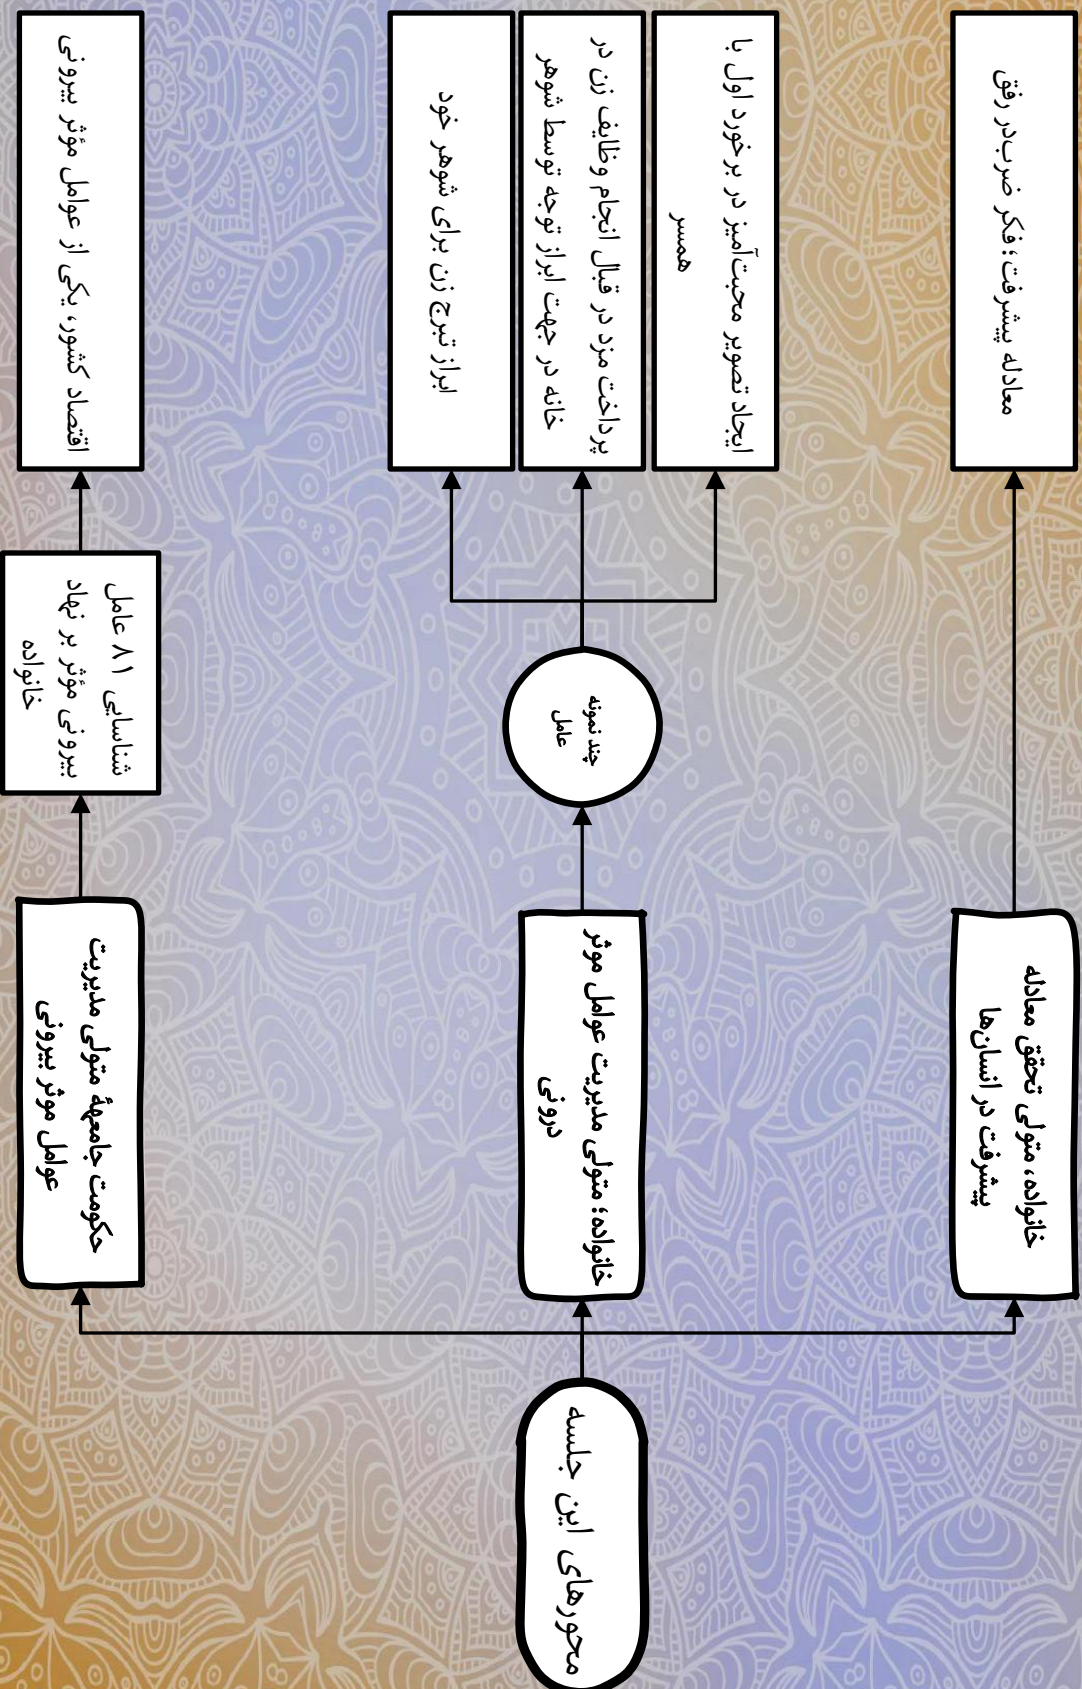 محورهای این جلسه
خانواده، متولی تحقق معادله
پیشرفت در انسان‌ها
معادله پیشرفت؛ فکر ضرب‌در رفق
خانواده؛ متولی مدیریت عوامل موثر
درونی
چند نمونه
عامل
ایجاد تصویر محبت‌آمیز در برخورد اول با
همسر
پرداخت مزد در قبال انجام وظایف زن در
خانه در جهت ابراز توجه توسط شوهر
ابراز تبرج زن برای شوهر خود
حکومت جامعهٔ متولی مدیریت
عوامل موثر بیرونی
شناسایی ۸۱ عامل
بیرونی مؤثر بر نهاد
خانواده
اقتصاد کشور، یکی از عوامل مؤثر بیرونی